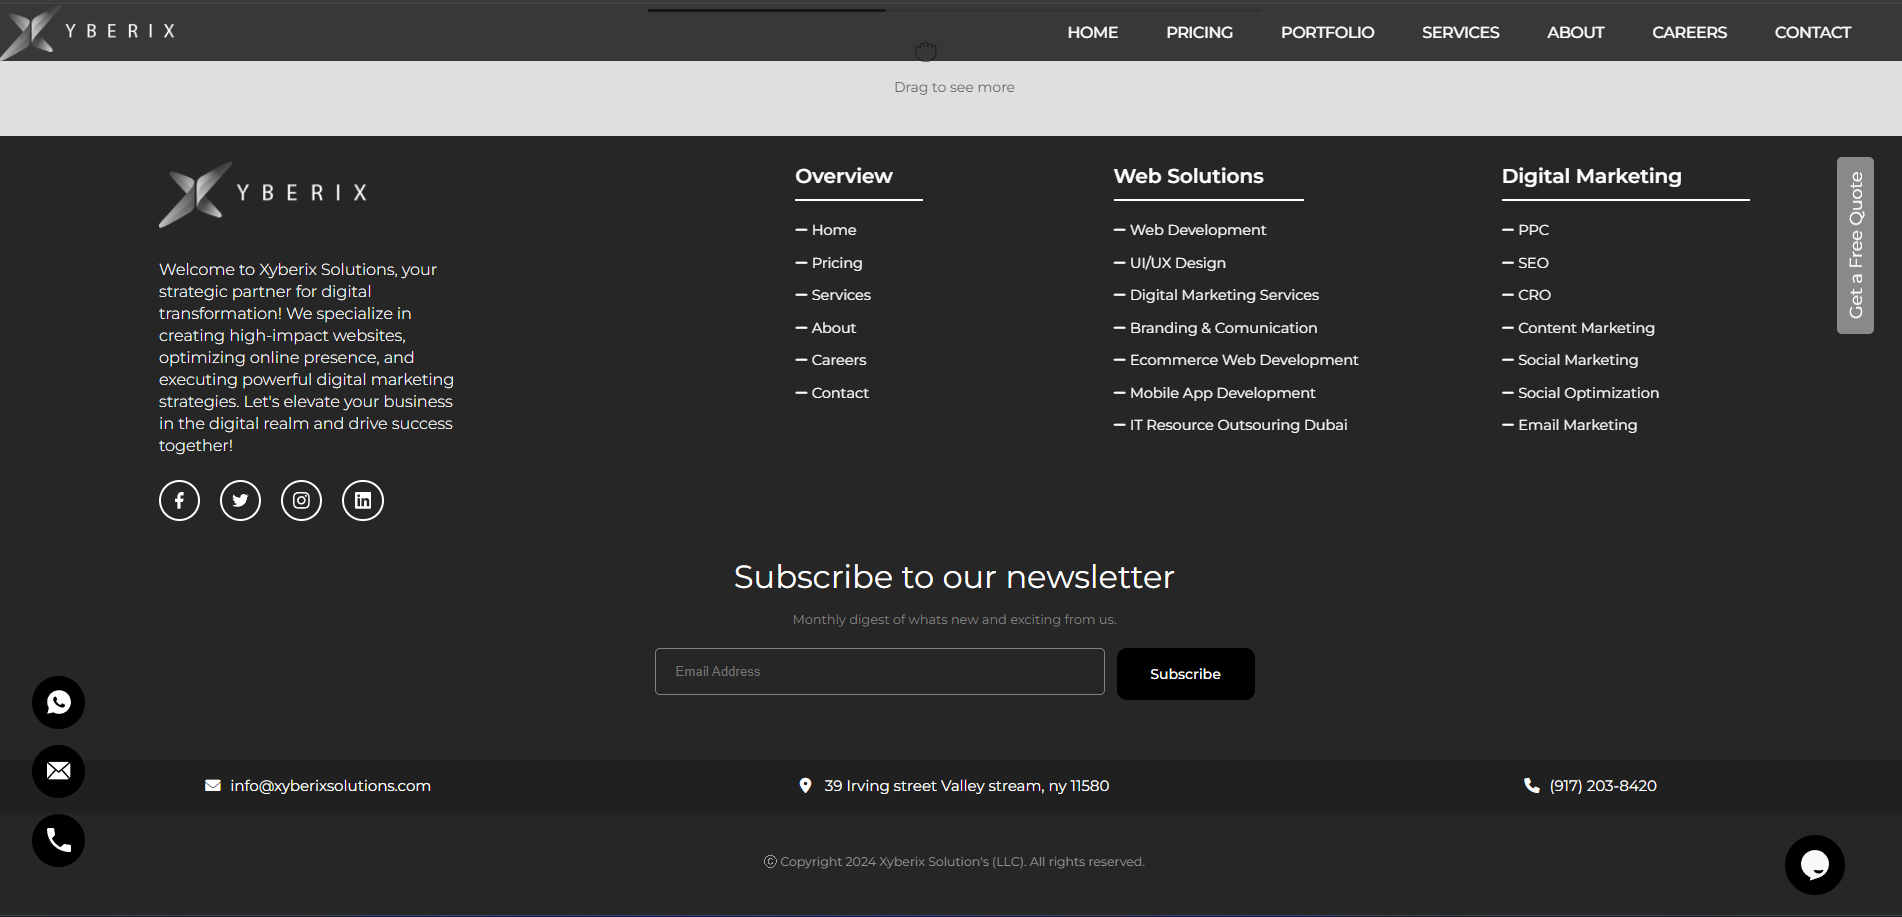 YBERIX
HOME PRICING PORTFOLIO SERVICES ABOUT CAREERS CONTACT
Drag to see more
YBERIX
Welcome to Xyberix Solutions, your
strategic partner for digital
transformation! We specialize in
creating high-impact websites,
optimizing online presence, and
executing powerful digital marketing
strategies. Let's elevate your business
in the digital realm and drive success
together!
Overview
Home
Pricing
Services
About
Careers
Contact
Web Solutions
Web Development
UI/UX Design
Digital Marketing Services
Branding & Comunication
Ecommerce Web Development
Mobile App Development
IT Resource Outsouring Dubai
Digital Marketing
PPC
SEO
CRO
Content Marketing
Social Marketing
Social Optimization
Email Marketing
Get a Free Quote
Subscribe to our newsletter
Monthly digest of whats new and exciting from us.
Email Address
Subscribe
info@xyberixsolutions.com
39 Irving street Valley stream, ny 11580
(917) 203-8420
© Copyright 2024 Xyberix Solution's (LLC). All rights reserved.